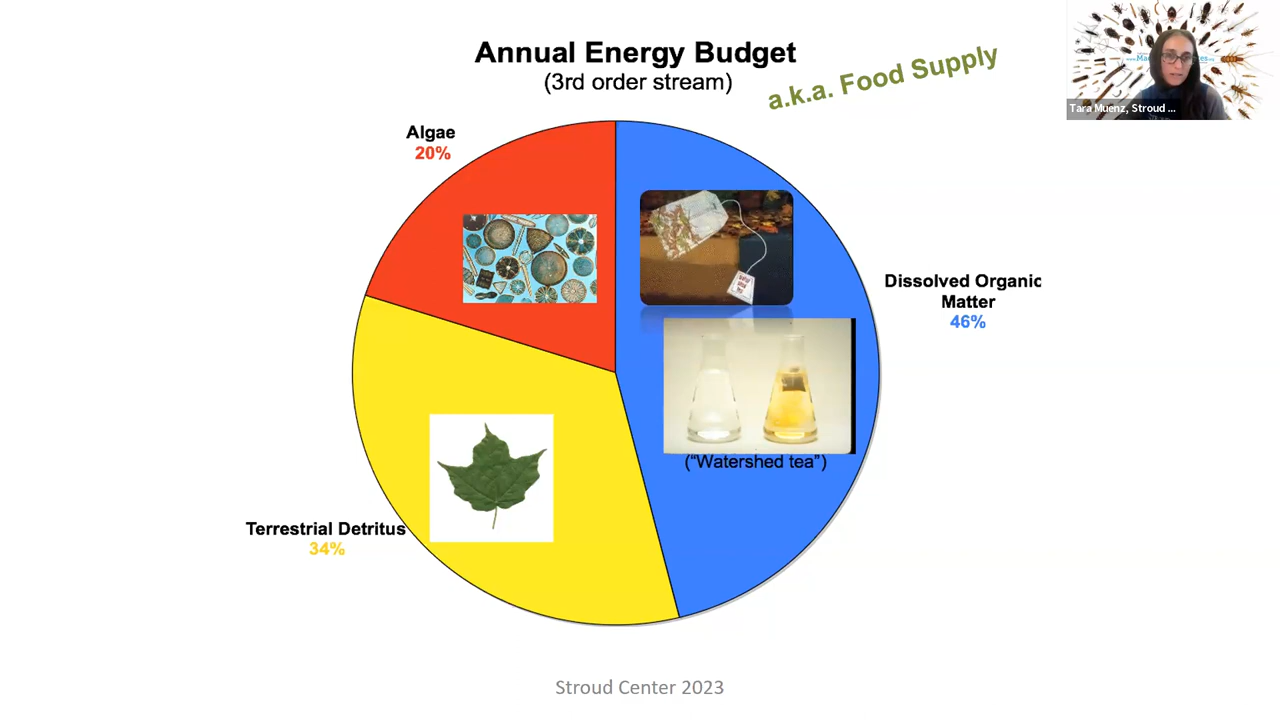 Annual Energy Budget
(3rd order stream)
a.k.a. Food Supply
Tara Muenz, Stroud ...
Algae
20%
Dissolved Organic
Matter
46%
("Watershed tea")
Terrestrial Detritus
34%
Stroud Center 2023